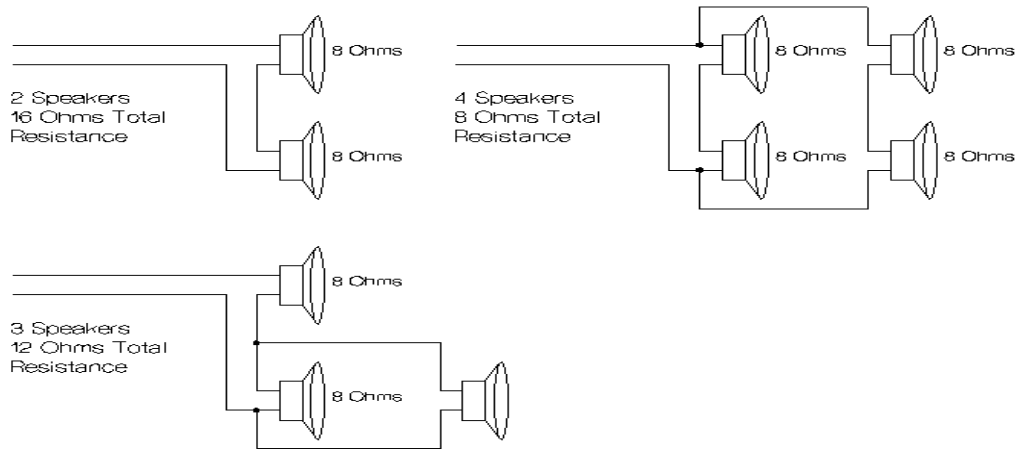 8 Ohms
2 Speakers
16 Ohms Total
Resistance
8 Ohms
8 Ohms
8 Ohms
4 Speakers
8 Ohms Total
Resistance
8 Ohms
8 Ohms
8 Ohms
3 Speakers
12 Ohms Total
Resistance
8 Ohms